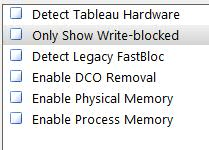 Detect Tableau Hardware
Only Show Write-blocked
Detect Legacy FastBloc
Enable DCO Removal
Enable Physical Memory
Enable Process Memory